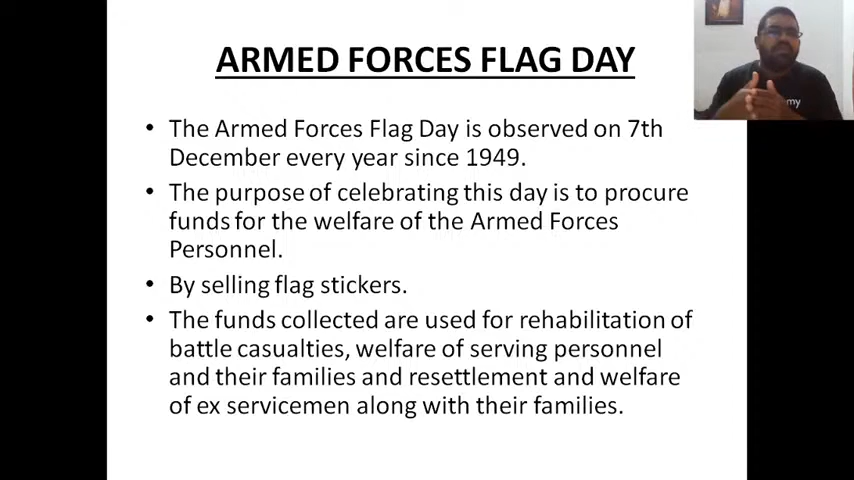 ARMED FORCES FLAG DAY
• The Armed Forces Flag Day is observed on 7th
December every year since 1949.
• The purpose of celebrating this day is to procure
funds for the welfare of the Armed Forces
Personnel.
• By selling flag stickers.
• The funds collected are used for rehabilitation of
battle casualties, welfare of serving personnel
and their families and resettlement and welfare
of ex servicemen along with their families.